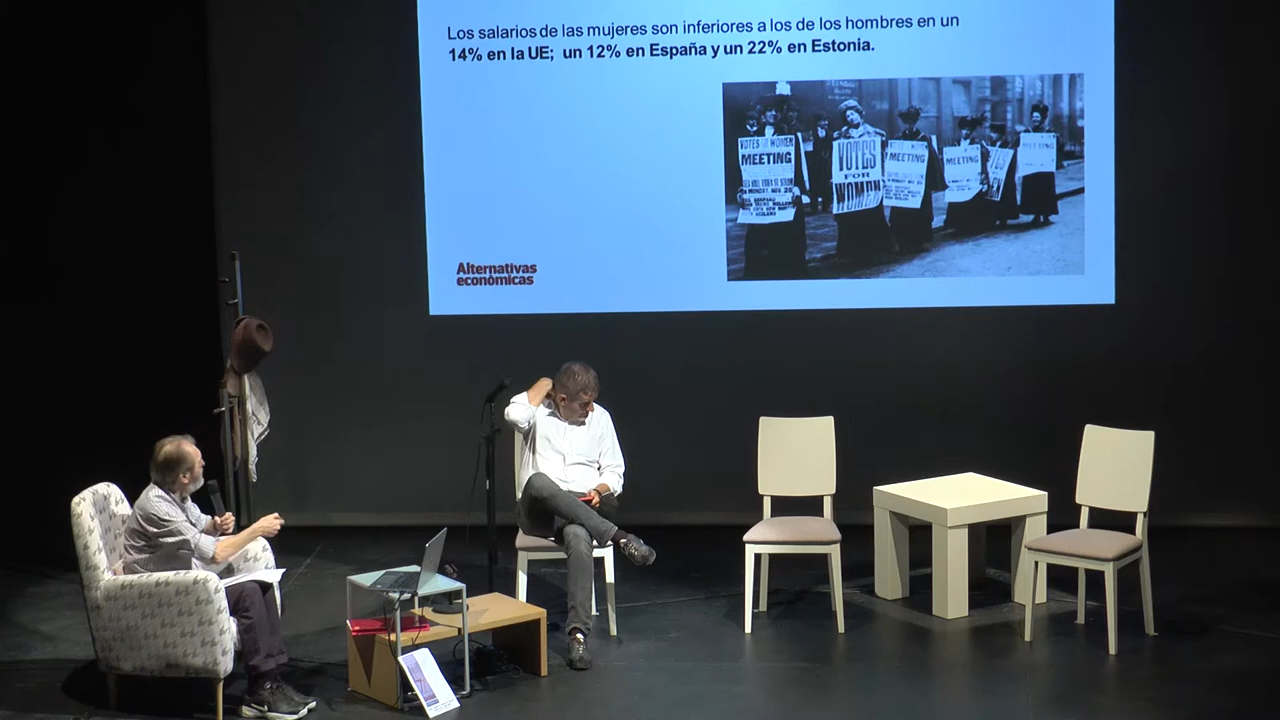 Los salarios de las mujeres son inferiores a los de los hombres en un
14% en la UE; un 12% en España y un 22% en Estonia.
VOTES FOR WOMEN
MEETING
VOTES
FOR
WOMEN
MEETING
MEETING
MEETING
Alternativas
económicas